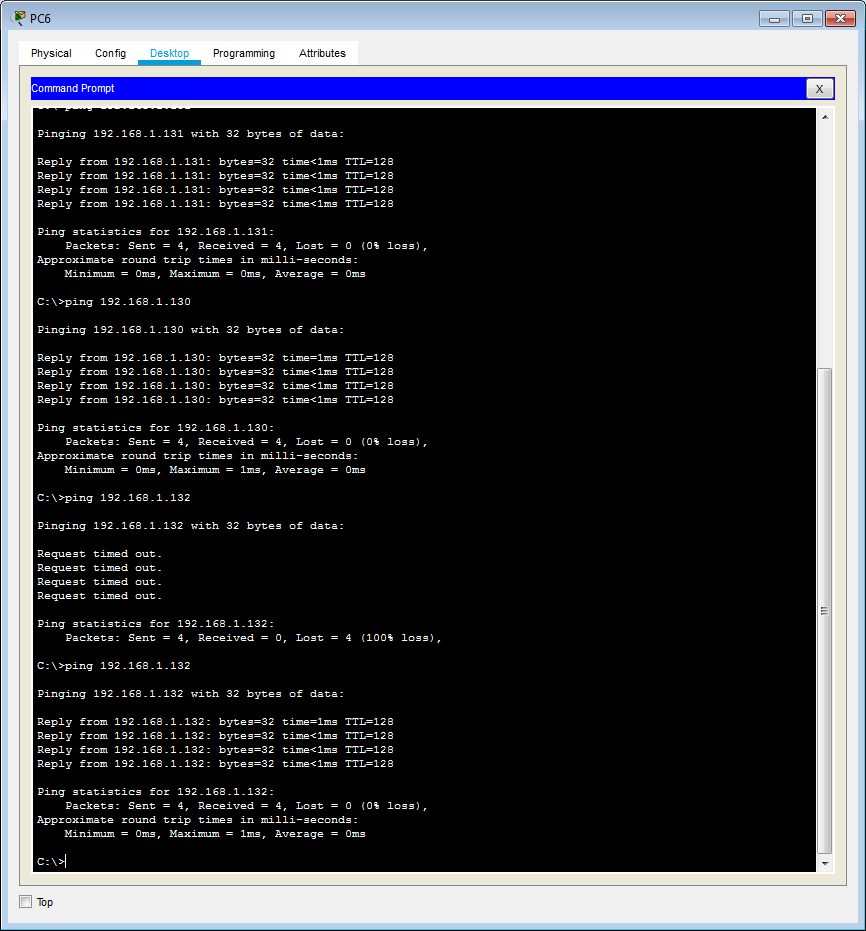 PC6
Physical Config Desktop Programming Attributes
Command Prompt
X
Pinging 192.168.1.131 with 32 bytes of data:
Reply from 192.168.1.131: bytes=32 time<1ms TTL=128
Reply from 192.168.1.131: bytes=32 time<1ms TTL=128
Reply from 192.168.1.131: bytes=32 time<1ms TTL=128
Reply from 192.168.1.131: bytes=32 time<1ms TTL=128
Ping statistics for 192.168.1.131:
Packets: Sent = 4, Received = 4, Lost = 0 (0% loss),
Approximate round trip times in milli-seconds:
Minimum = 0ms, Maximum = 0ms, Average = 0ms
C:\>ping 192.168.1.130
Pinging 192.168.1.130 with 32 bytes of data:
Reply from 192.168.1.130: bytes=32 time=1ms TTL=128
Reply from 192.168.1.130: bytes=32 time<1ms TTL=128
Reply from 192.168.1.130: bytes=32 time<1ms TTL=128
Reply from 192.168.1.130: bytes=32 time<1ms TTL=128
Ping statistics for 192.168.1.130:
Packets: Sent = 4, Received = 4, Lost = 0 (0% loss),
Approximate round trip times in milli-seconds:
Minimum = 0ms, Maximum = 1ms, Average = 0ms
C:\>ping 192.168.1.132
Pinging 192.168.1.132 with 32 bytes of data:
Request timed out.
Request timed out.
Request timed out.
Request timed out.
Ping statistics for 192.168.1.132:
Packets: Sent = 4, Received = 0, Lost = 4 (100% loss),
C:\>ping 192.168.1.132
Pinging 192.168.1.132 with 32 bytes of data:
Reply from 192.168.1.132: bytes=32 time=1ms TTL=128
Reply from 192.168.1.132: bytes=32 time<1ms TTL=128
Reply from 192.168.1.132: bytes=32 time<1ms TTL=128
Reply from 192.168.1.132: bytes=32 time<1ms TTL=128
Ping statistics for 192.168.1.132:
Packets: Sent = 4, Received = 4, Lost = 0 (0% loss),
Approximate round trip times in milli-seconds:
Minimum = 0ms, Maximum = 1ms, Average = 0ms
C:\>
Top